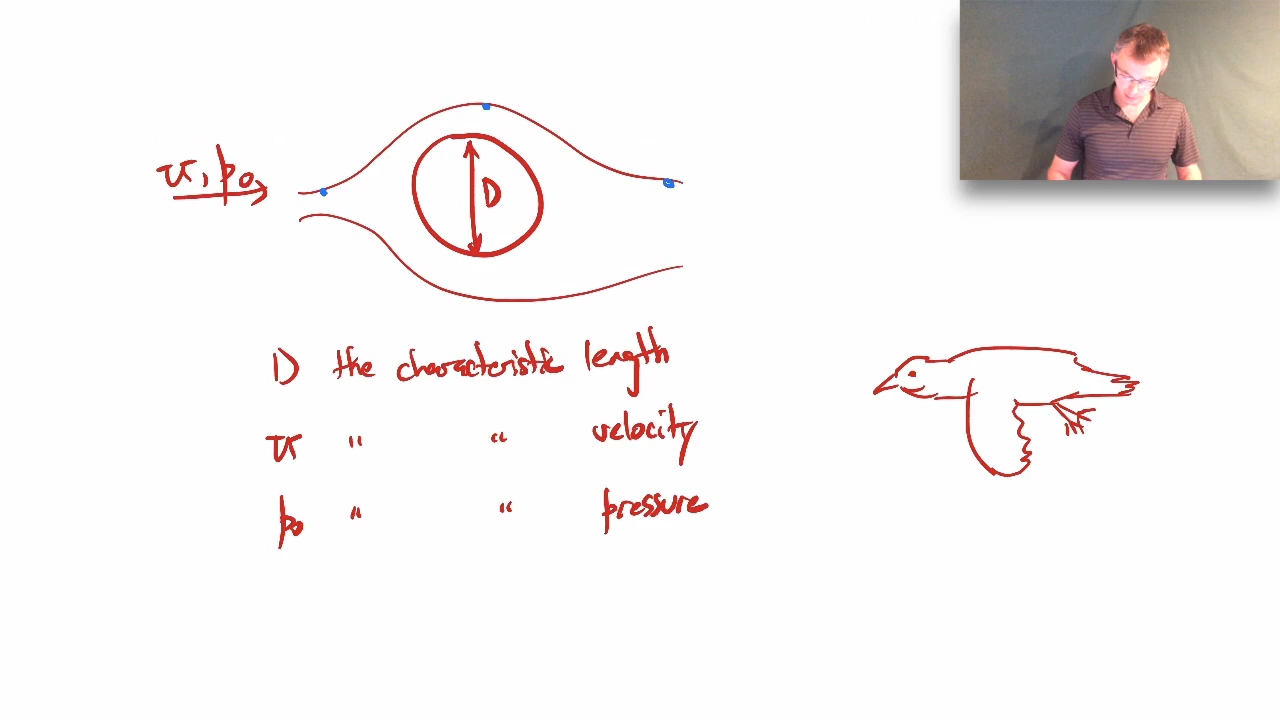 v, p₀
D
D the characteristic length
v " " velocity
p₀ " " pressure